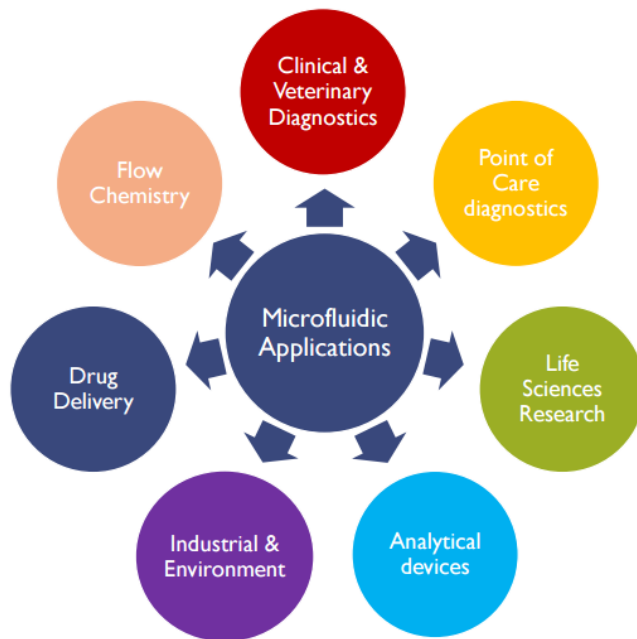 Clinical &
Veterinary
Diagnostics
Point of
Care
diagnostics
Life
Sciences
Research
Analytical
devices
Industrial &
Environment
Drug
Delivery
Flow
Chemistry
Microfluidic
Applications